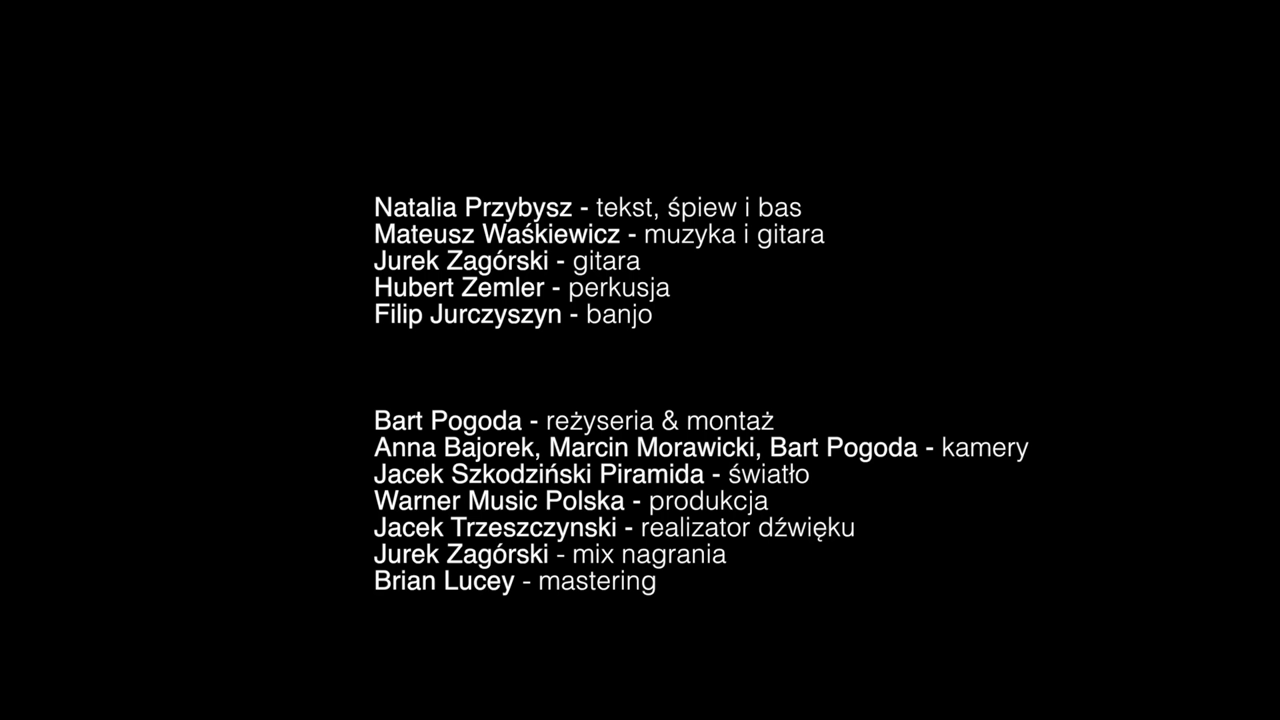 Natalia Przybysz - tekst, śpiew i bas
Mateusz Waśkiewicz - muzyka i gitara
Jurek Zagórski - gitara
Hubert Zemler - perkusja
Filip Jurczyszyn - banjo
Bart Pogoda - reżyseria & montaż
Anna Bajorek, Marcin Morawicki, Bart Pogoda - kamery
Jacek Szkodziński Piramida - światło
Warner Music Polska - produkcja
Jacek Trzeszczynski - realizator dźwięku
Jurek Zagórski - mix nagrania
Brian Lucey - mastering